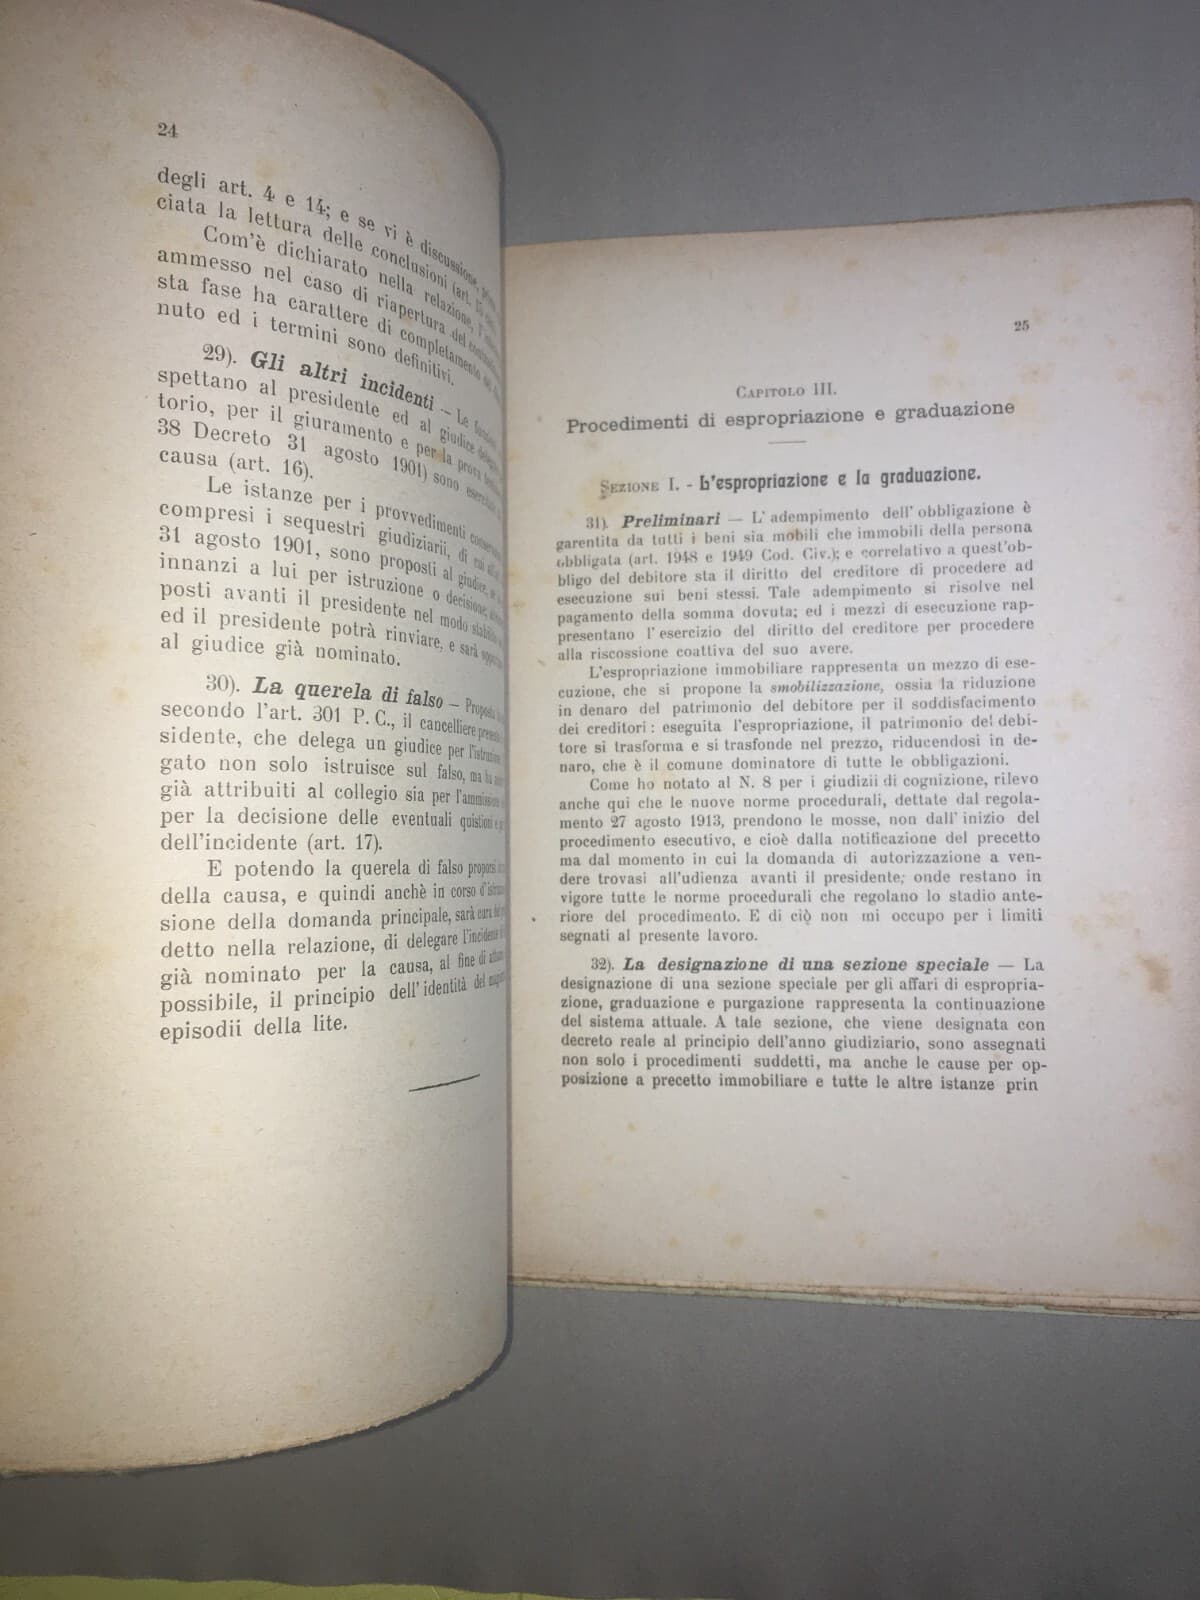 24
degli art. 4 e 14; e se vi è discussione,
ciata la lettura delle conclusioni (art. 15
Com'è dichiarato nella relazione,
ammesso nel caso di riapertura del
sta fase ha carattere di completamento
nuto ed i termini sono definitivi.
29). Gli altri incidenti — Le
spettano al presidente ed al giudice
torio, per il giuramento e per la prova
38 Decreto 31 agosto 1901) sono
causa (art. 16).
Le istanze per i provvedimenti
compresi i sequestri giudiziarii, di cui
31 agosto 1901, sono proposti al giudice,
innanzi a lui per istruzione o decisione;
posti avanti il presidente nel modo
ed il presidente potrà rinviare, e sarà
al giudice già nominato.
30). La querela di falso — Proposta
secondo l'art. 301 P. C., il cancelliere
sidente, che delega un giudice per l'istruzione
gato non solo istruisce sul falso, ma ha
già attribuiti al collegio sia per l'ammissione
per la decisione delle eventuali quistioni e
dell'incidente (art. 17).
E potendo la querela di falso proporsi
della causa, e quindi anchè in corso
sione della domanda principale, sarà cura
detto nella relazione, di delegare l'incidente
già nominato per la causa, al fine di
possibile, il principio dell'identità del
episodii della lite.
25
CAPITOLO III.
Procedimenti di espropriazione e graduazione
SEZIONE I. - L'espropriazione e la graduazione.
31). Preliminari — L'adempimento dell'obbligazione è
garentita da tutti i beni sia mobili che immobili della persona
obbligata (art. 1948 e 1949 Cod. Civ.); e correlativo a quest'ob-
bligo del debitore sta il diritto del creditore di procedere ad
esecuzione sui beni stessi. Tale adempimento si risolve nel
pagamento della somma dovuta; ed i mezzi di esecuzione rap-
presentano l'esercizio del diritto del creditore per procedere
alla riscossione coattiva del suo avere.
L'espropriazione immobiliare rappresenta un mezzo di ese-
cuzione, che si propone la smobilizzazione, ossia la riduzione
in denaro del patrimonio del debitore per il soddisfacimento
dei creditori : eseguita l'espropriazione, il patrimonio del debi-
tore si trasforma e si trasfonde nel prezzo, riducendosi in de-
naro, che è il comune dominatore di tutte le obbligazioni.
Come ho notato al N. 8 per i giudizii di cognizione, rilevo
anche qui che le nuove norme procedurali, dettate dal regola-
mento 27 agosto 1913, prendono le mosse, non dall'inizio del
procedimento esecutivo, e cioè dalla notificazione del precetto
ma dal momento in cui la domanda di autorizzazione a ven-
dere trovasi all'udienza avanti il presidente; onde restano in
vigore tutte le norme procedurali che regolano lo stadio ante-
riore del procedimento. E di ciò non mi occupo per i limiti
segnati al presente lavoro.
32). La designazione di una sezione speciale — La
designazione di una sezione speciale per gli affari di espropria-
zione, graduazione e purgazione rappresenta la continuazione
del sistema attuale. A tale sezione, che viene designata con
decreto reale al principio dell'anno giudiziario, sono assegnati
non solo i procedimenti suddetti, ma anche le cause per op-
posizione a precetto immobiliare e tutte le altre istanze prin